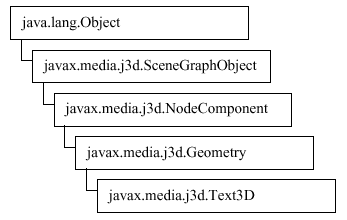 java.lang.Object
javax.media.j3d.SceneGraphObject
javax.media.j3d.NodeComponent
javax.media.j3d.Geometry
javax.media.j3d.Text3D